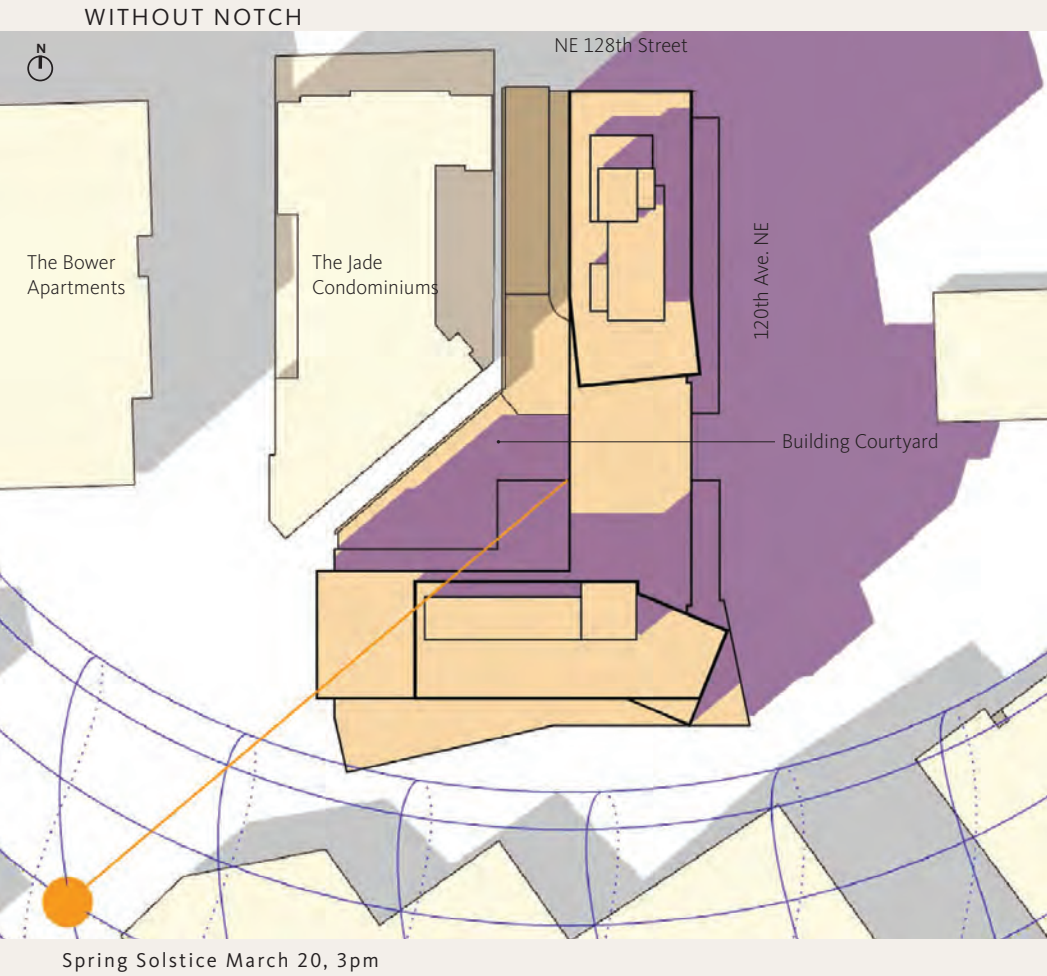 WITHOUT NOTCH
N
NE 128th Street
The Bower
Apartments
The Jade
Condominiums
120th Ave. NE
Building Courtyard
Spring Solstice March 20, 3pm